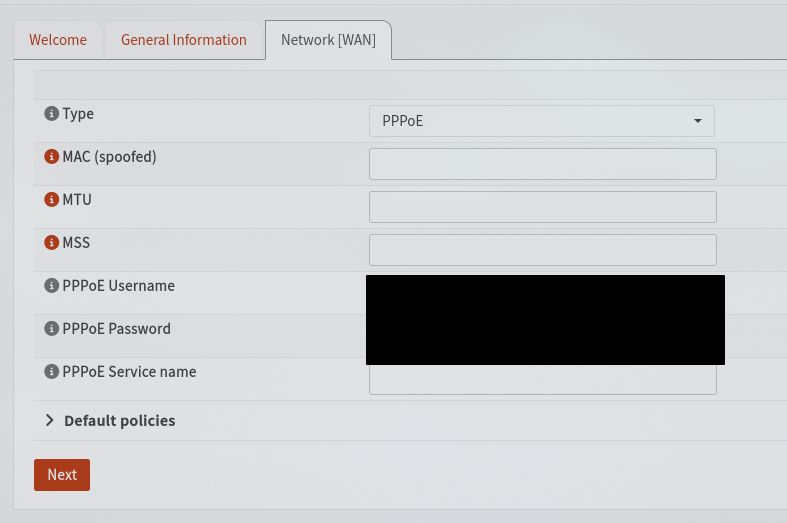 Welcome
General Information
Network [WAN]
Type
PPPoE
MAC (spoofed)
MTU
MSS
PPPoE Username
PPPoE Password
PPPoE Service name
Default policies
Next